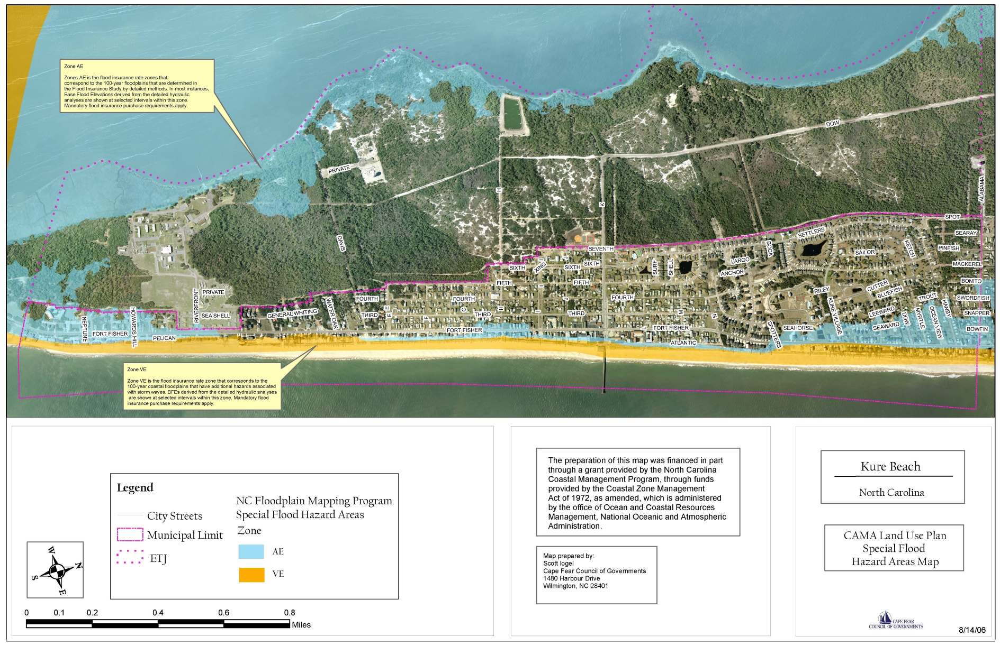 Zone AE
Zones AE is the flood insurance rate zones that
correspond to the 100-year floodplains that are determined in
the Flood Insurance Study by detailed methods. In most instances,
Base Flood Elevations derived from the detailed hydraulic
analyses are shown at selected intervals within this zone.
Mandatory flood insurance purchase requirements apply.
DOW
PRIVATE
H
K
ALABAMA
SPOT
SEARAY
PINFISH
MACKEREL
BONITO
SWORDFISH
SNAPPER
BOWFIN
SETTLERS
BOCA
SAILOR
KETCH
LARGO
ANCHOR
SURF
SHELL
SEVENTH
DAVIS
J
I
SIXTH
XING
SIXTH
SIXTH
FIFTH
I
FIFTH
CUTTER
BLUEFISH
RILEY
TROUT
HANBY
KURE VILLAGE
RIVERFRONT
PRIVATE
SEA SHELL
GENERAL WHITING
WATER OAK
C
FOURTH
FOURTH
J
FOURTH
THIRD
E
E
F
G
THIRD
H
I
THIRD
M
N
LEEWARD
DOW
MYRTLE
OCEAN VIEW
SEAWARD
SEAHORSE
SPOTTERS
NEPTUNE
FORT FISHER
HOWARDS HILL
PELICAN
FORT FISHER
L
FORT FISHER
ATLANTIC
Zone VE
Zone VE is the flood insurance rate zone that corresponds to the
100-year coastal floodplains that have additional hazards associated
with storm waves. BFEs derived from the detailed hydraulic analyses
are shown at selected intervals within this zone. Mandatory flood
insurance purchase requirements apply.
Legend
City Streets
Municipal Limit
ETJ
NC Floodplain Mapping Program
Special Flood Hazard Areas
Zone
AE
VE
W
N
S
E
0 0.1 0.2 0.4 0.6 0.8
Miles
The preparation of this map was financed in part
through a grant provided by the North Carolina
Coastal Management Program, through funds
provided by the Coastal Zone Management
Act of 1972, as amended, which is administered
by the office of Ocean and Coastal Resources
Management, National Oceanic and Atmospheric
Administration.
Map prepared by:
Scott logel
Cape Fear Council of Governments
1480 Harbour Drive
Wilmington, NC 28401
Kure Beach
North Carolina
CAMA Land Use Plan
Special Flood
Hazard Areas Map
CAPE FEAR
COUNCIL OF GOVERNMENTS
8/14/06